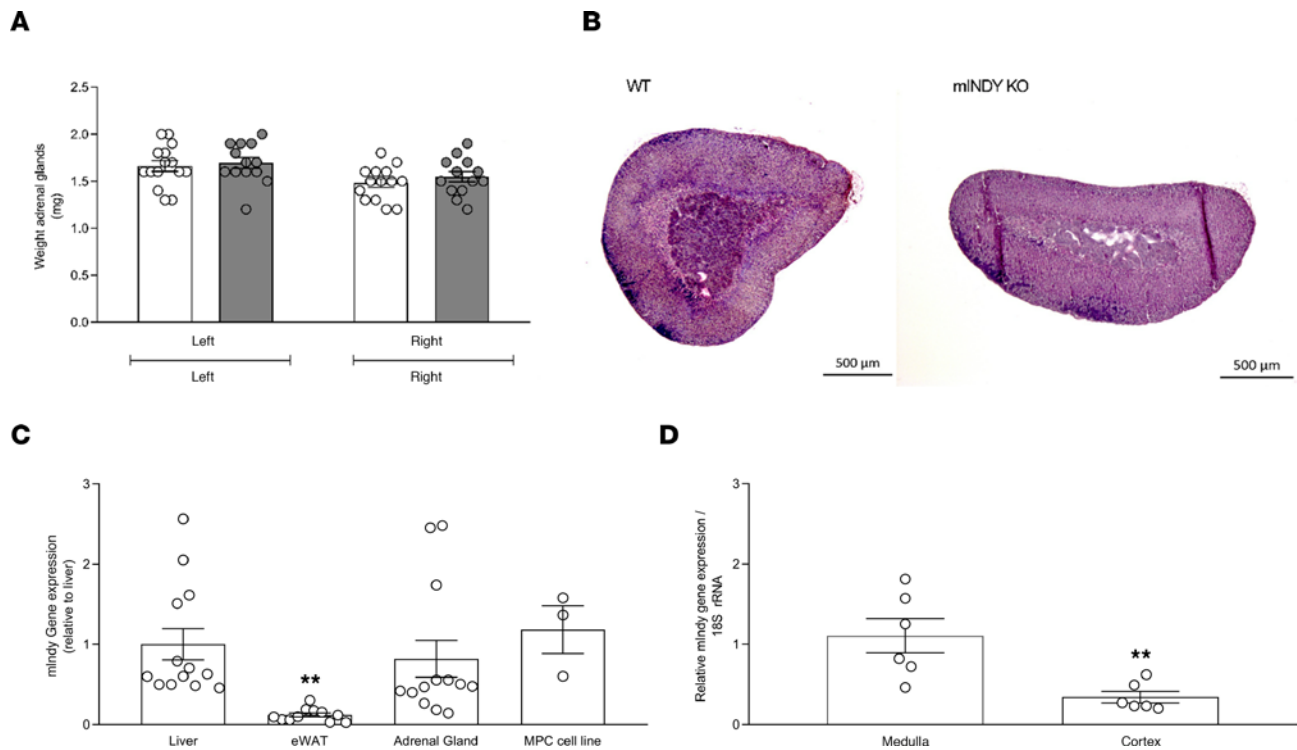 A
Weight adrenal glands
(mg)
2.5
2.0
1.5
1.0
0.5
0.0
Left
Right
Left
Right
B
WT
mINDY KO
500 µm
500 µm
C
mIndy Gene expression
(relative to liver)
3
2
1
0
**
Liver
eWAT
Adrenal Gland
MPC cell line
D
Relative mIndy gene expression /
18S rRNA
3
2
1
0
**
Medulla
Cortex